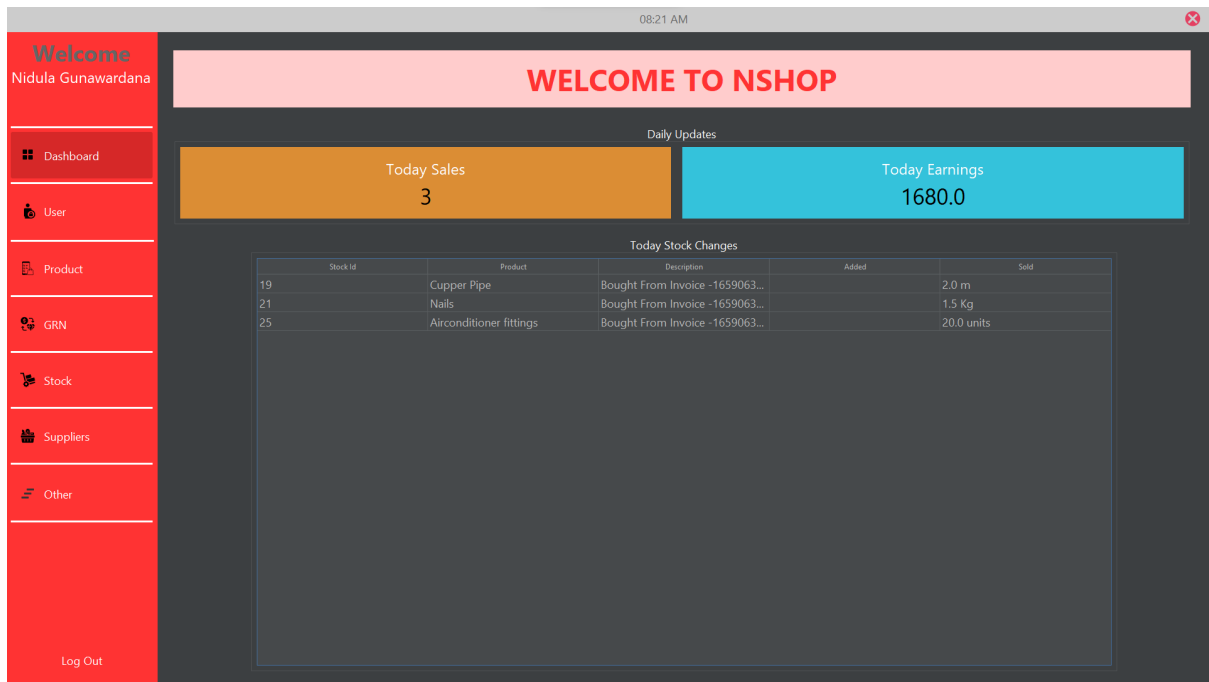 08:21 AM
Welcome
Nidula Gunawardana
Dashboard
User
Product
GRN
Stock
Suppliers
Other
Log Out
WELCOME TO NSHOP
Daily Updates
Today Sales
3
Today Earnings
1680.0
Today Stock Changes
Stock Id Product Description Added Sold
19 Cupper Pipe Bought From Invoice -1659063... 2.0 m
21 Nails Bought From Invoice -1659063... 1.5 Kg
25 Airconditioner fittings Bought From Invoice -1659063... 20.0 units